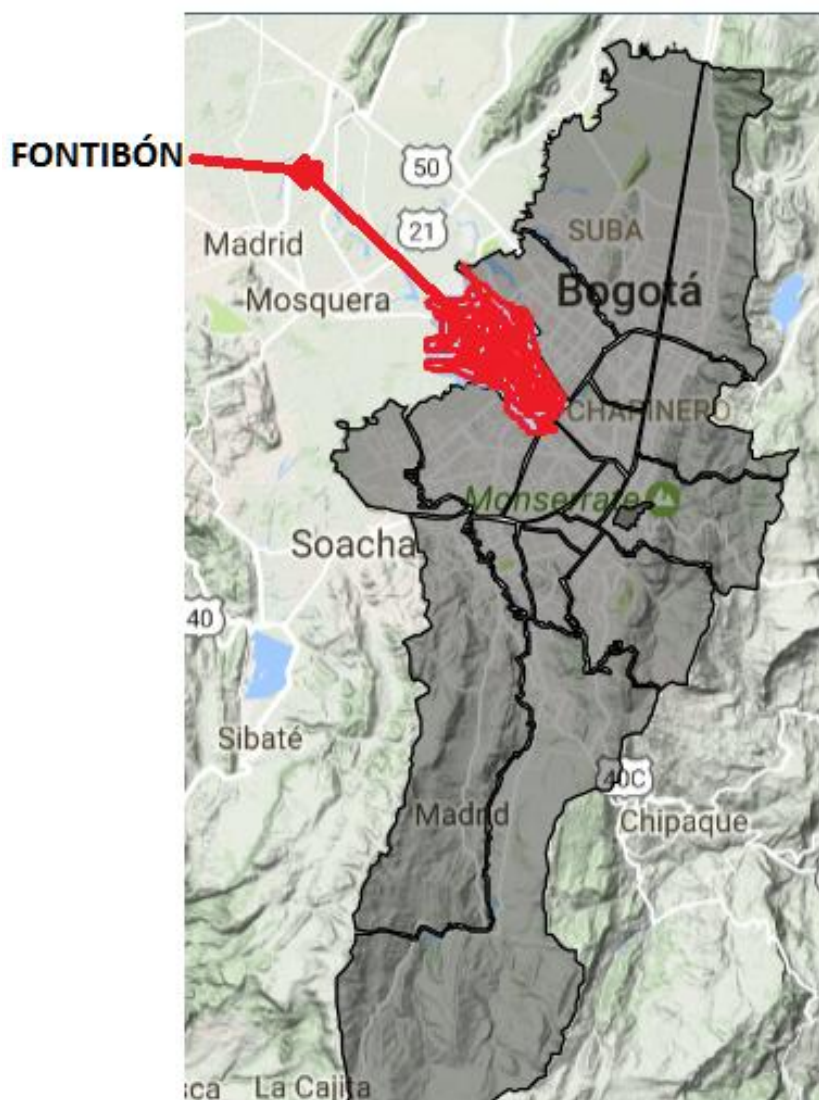 FONTIBÓN
50
21
SUBA
Madrid
Mosquera
Bogotá
CHAPINERO
Monserrate
Soacha
40
Sibaté
40C
Madrid
Chipaque
La Cajita